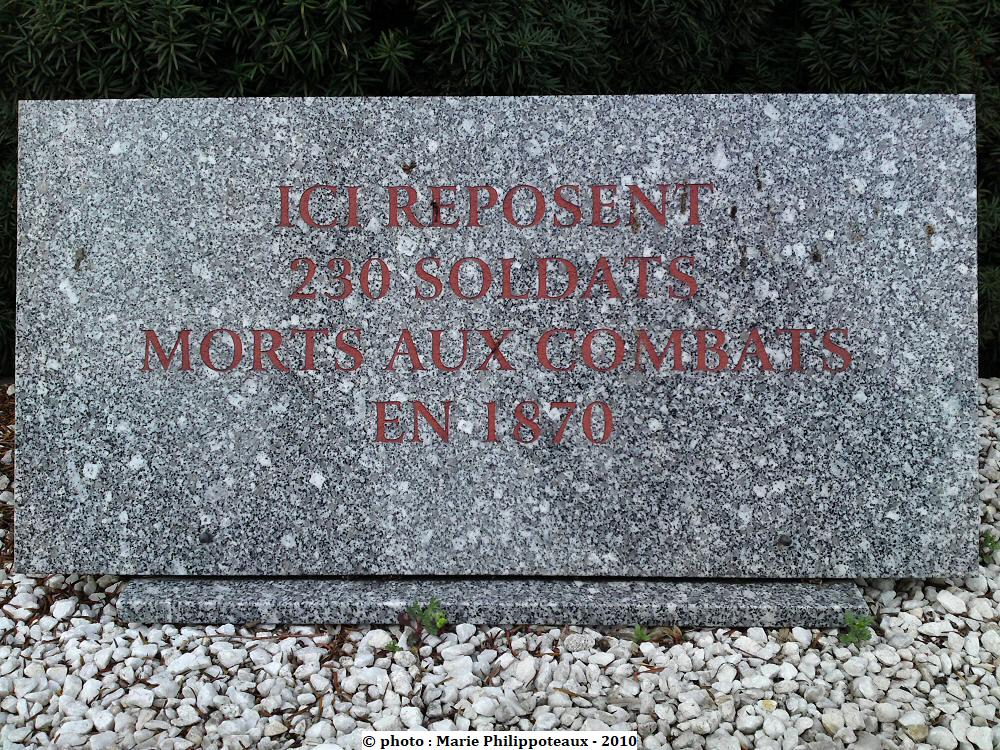 ICI REPOSENT
230 SOLDATS
MORTS AUX COMBATS
EN 1870
© photo : Marie Philippoteaux - 2010